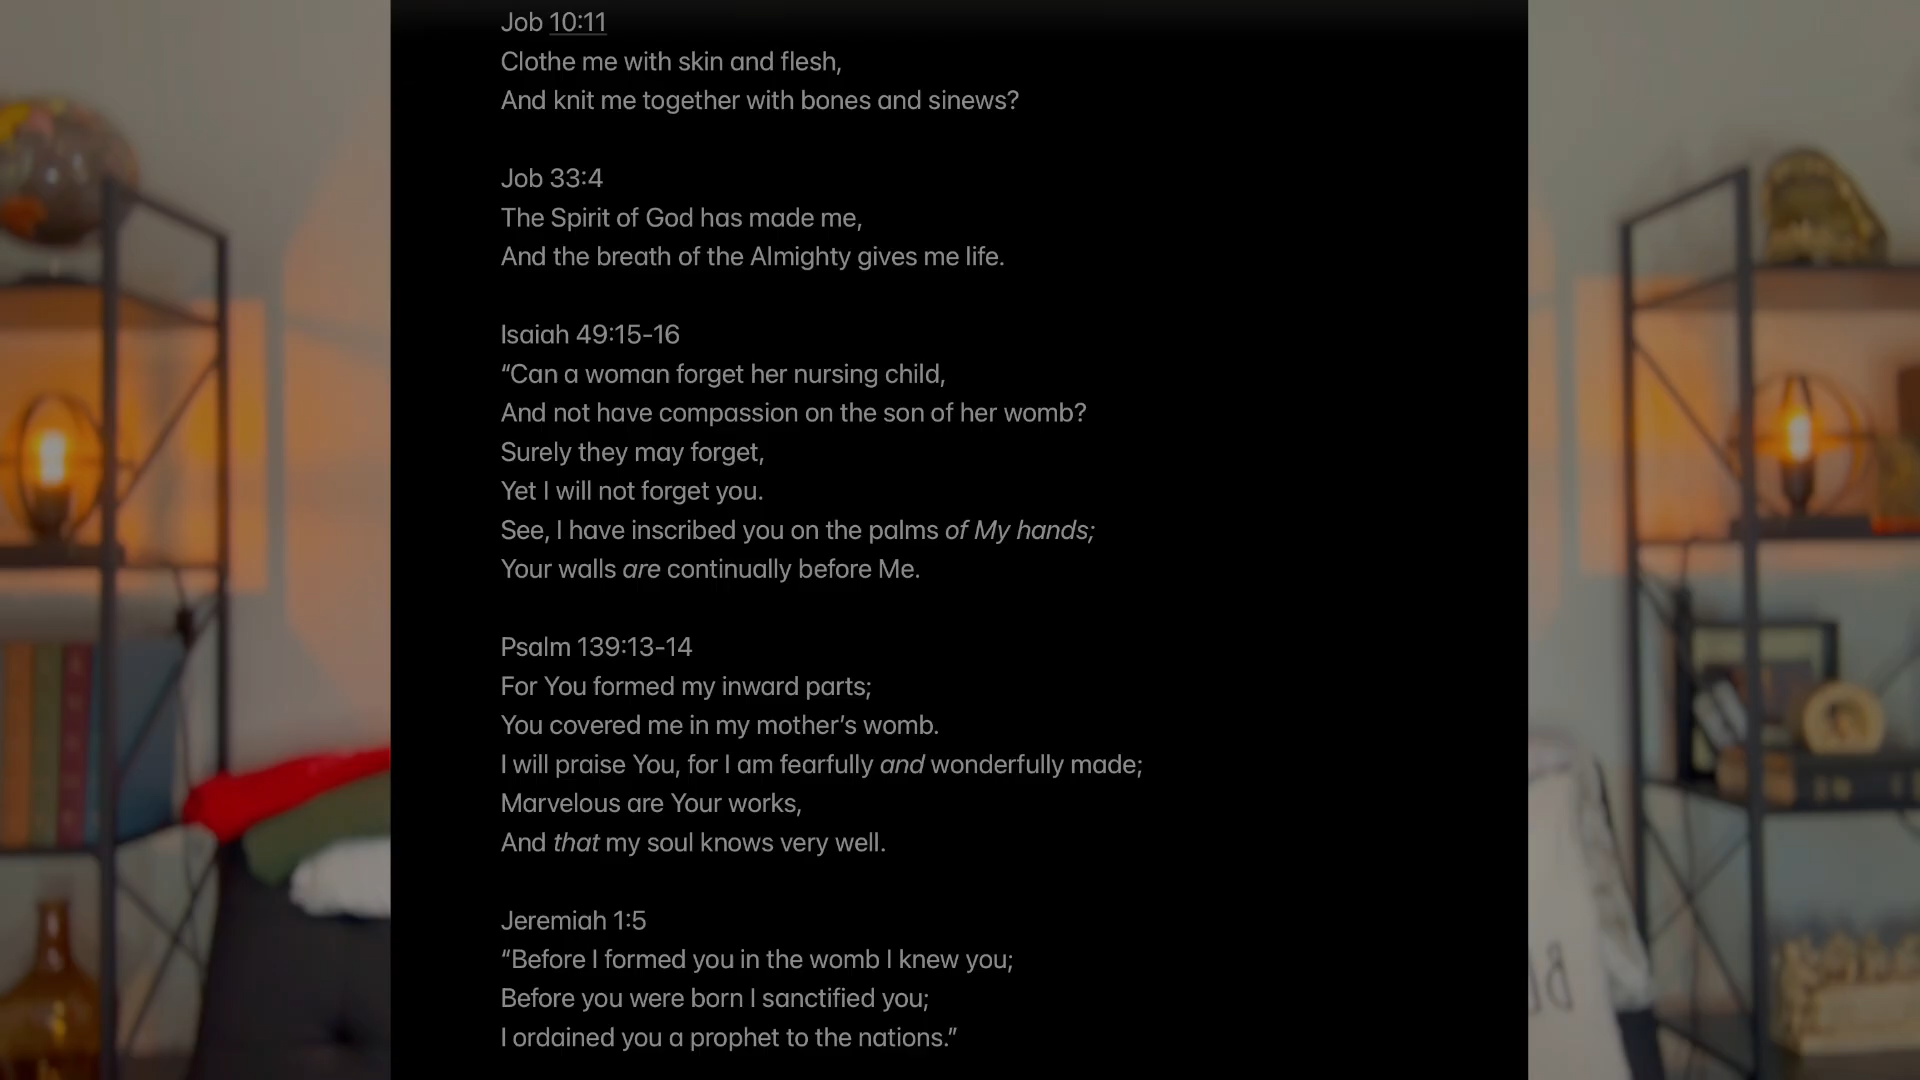 Job 10:11
Clothe me with skin and flesh,
And knit me together with bones and sinews?
Job 33:4
The Spirit of God has made me,
And the breath of the Almighty gives me life.
Isaiah 49:15-16
“Can a woman forget her nursing child,
And not have compassion on the son of her womb?
Surely they may forget,
Yet I will not forget you.
See, I have inscribed you on the palms of My hands;
Your walls are continually before Me.
Psalm 139:13-14
For You formed my inward parts;
You covered me in my mother’s womb.
I will praise You, for I am fearfully and wonderfully made;
Marvelous are Your works,
And that my soul knows very well.
Jeremiah 1:5
“Before I formed you in the womb I knew you;
Before you were born I sanctified you;
I ordained you a prophet to the nations.”